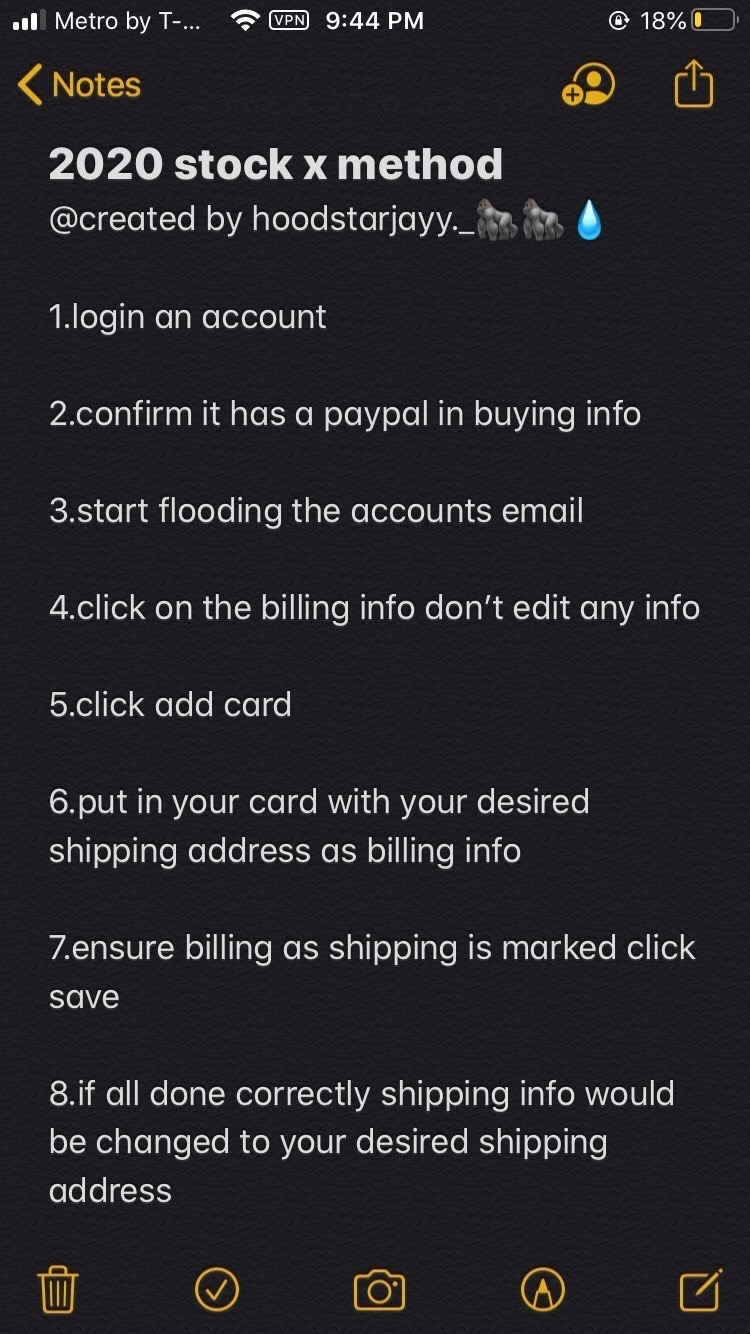 Metro by T-... VPN 9:44 PM 18%
Notes
2020 stock x method
@created by hoodstarjayy._🦍🦍💧
1.login an account
2.confirm it has a paypal in buying info
3.start flooding the accounts email
4.click on the billing info don’t edit any info
5.click add card
6.put in your card with your desired
shipping address as billing info
7.ensure billing as shipping is marked click
save
8.if all done correctly shipping info would
be changed to your desired shipping
address